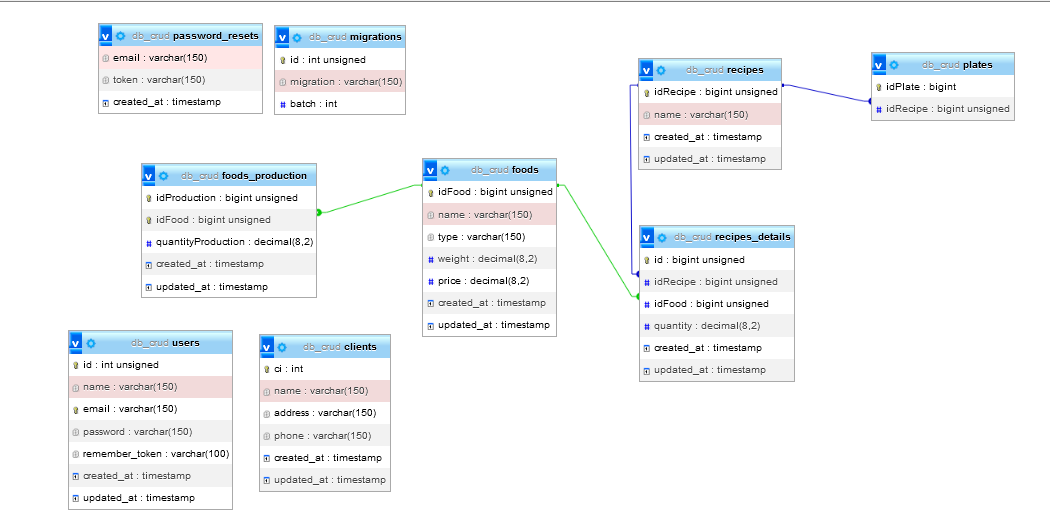 db_crud password_resets
email : varchar(150)
token : varchar(150)
created_at : timestamp
db_crud migrations
id : int unsigned
migration : varchar(150)
batch : int
db_crud recipes
idRecipe : bigint unsigned
name : varchar(150)
created_at : timestamp
updated_at : timestamp
db_crud plates
idPlate : bigint
idRecipe : bigint unsigned
db_crud foods_production
idProduction : bigint unsigned
idFood : bigint unsigned
quantityProduction : decimal(8,2)
created_at : timestamp
updated_at : timestamp
db_crud foods
idFood : bigint unsigned
name : varchar(150)
type : varchar(150)
weight : decimal(8,2)
price : decimal(8,2)
created_at : timestamp
updated_at : timestamp
db_crud recipes_details
id : bigint unsigned
idRecipe : bigint unsigned
idFood : bigint unsigned
quantity : decimal(8,2)
created_at : timestamp
updated_at : timestamp
db_crud users
id : int unsigned
name : varchar(150)
email : varchar(150)
password : varchar(150)
remember_token : varchar(100)
created_at : timestamp
updated_at : timestamp
db_crud clients
ci : int
name : varchar(150)
address : varchar(150)
phone : varchar(150)
created_at : timestamp
updated_at : timestamp